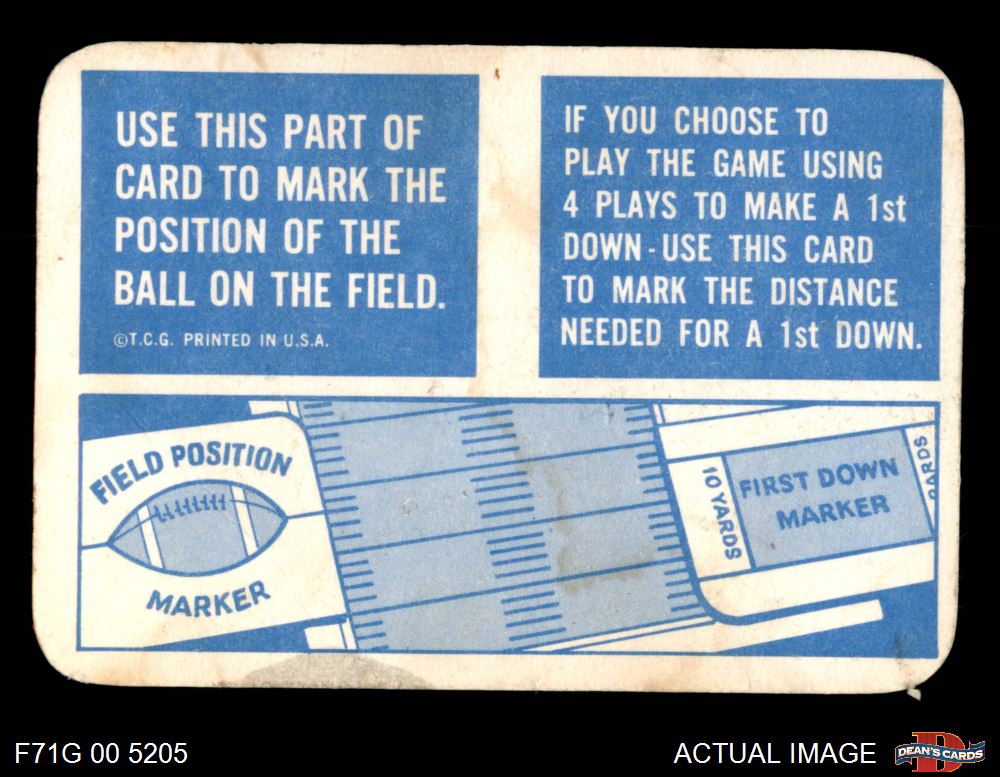 USE THIS PART OF
CARD TO MARK THE
POSITION OF THE
BALL ON THE FIELD.
©T.C.G. PRINTED IN U.S.A.
IF YOU CHOOSE TO
PLAY THE GAME USING
4 PLAYS TO MAKE A 1st
DOWN-USE THIS CARD
TO MARK THE DISTANCE
NEEDED FOR A 1st DOWN.
FIELD POSITION
MARKER
10 YARDS
FIRST DOWN
MARKER
F71G 00 5205
ACTUAL IMAGE
DEAN'S CARDS